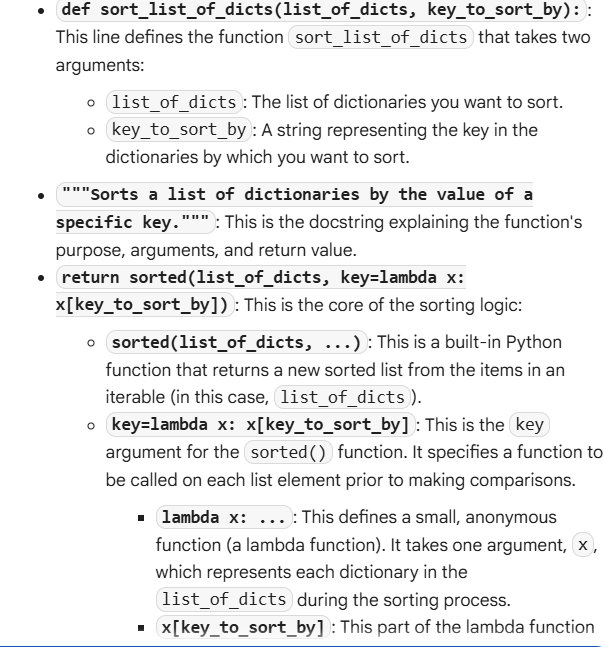 def sort_list_of_dicts(list_of_dicts, key_to_sort_by)::
This line defines the function sort_list_of_dicts that takes two
arguments:
list_of_dicts: The list of dictionaries you want to sort.
key_to_sort_by: A string representing the key in the
dictionaries by which you want to sort.
"""Sorts a list of dictionaries by the value of a
specific key.""": This is the docstring explaining the function's
purpose, arguments, and return value.
return sorted(list_of_dicts, key=lambda x:
x[key_to_sort_by]): This is the core of the sorting logic:
sorted(list_of_dicts, ...): This is a built-in Python
function that returns a new sorted list from the items in an
iterable (in this case, list_of_dicts).
key=lambda x: x[key_to_sort_by]: This is the key
argument for the sorted() function. It specifies a function to
be called on each list element prior to making comparisons.
lambda x: ...: This defines a small, anonymous
function (a lambda function). It takes one argument, x,
which represents each dictionary in the
list_of_dicts during the sorting process.
x[key_to_sort_by]: This part of the lambda function